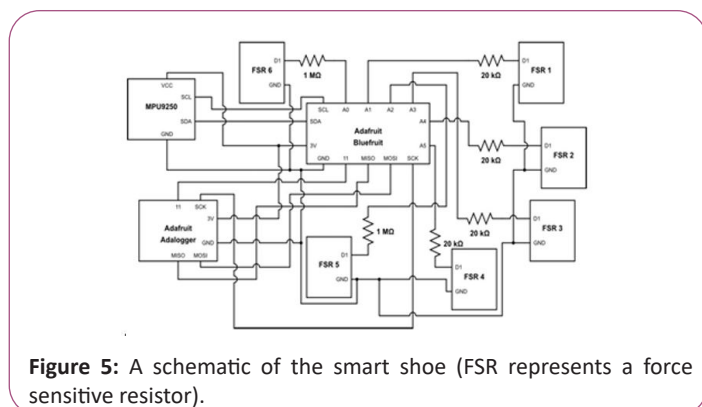 FSR 6
D1
GND
1 MΩ
VCC
MPU9250
SCL
SDA
GND
SCL A0 A1 A2 A3
SDA
A4
Adafruit
Bluefruit
3V
A5
GND 11 MISO MOSI SCK
20 kΩ
D1
FSR 1
GND
20 kΩ
D1
FSR 2
GND
20 kΩ
D1
FSR 3
GND
11 SCK
3V
Adafruit
Adalogger
GND
MISO MOSI
1 MΩ
D1
FSR 5
GND
20 kΩ
D1
FSR 4
GND
Figure 5: A schematic of the smart shoe (FSR represents a force
sensitive resistor).